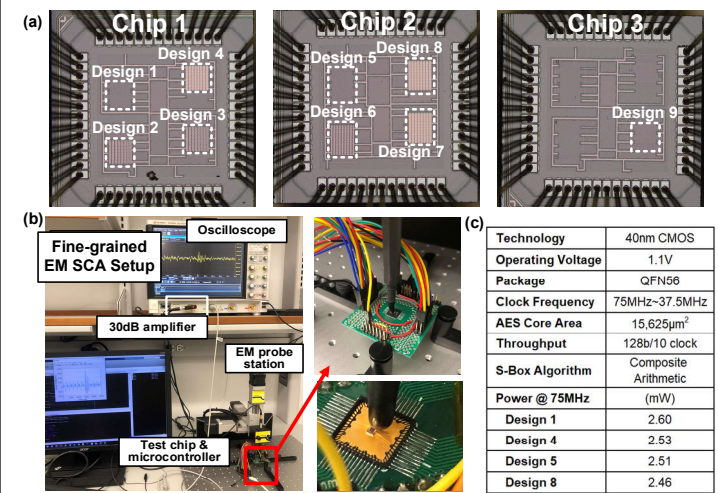 (a)
Chip 1
Chip 2
Chip 3
Design 4
Design 1
Design 2
Design 3
Design 8
Design 5
Design 6
Design 7
Design 9
(b)
Oscilloscope
Fine-grained
EM SCA Setup
30dB amplifier
EM probe
station
Test chip &
microcontroller
(c)
Technology 40nm CMOS
Operating Voltage 1.1V
Package QFN56
Clock Frequency 75MHz~37.5MHz
AES Core Area 15,625μm²
Throughput 128b/10 clock
S-Box Algorithm Composite
Arithmetic
Power @ 75MHz (mW)
Design 1 2.60
Design 4 2.53
Design 5 2.51
Design 8 2.46